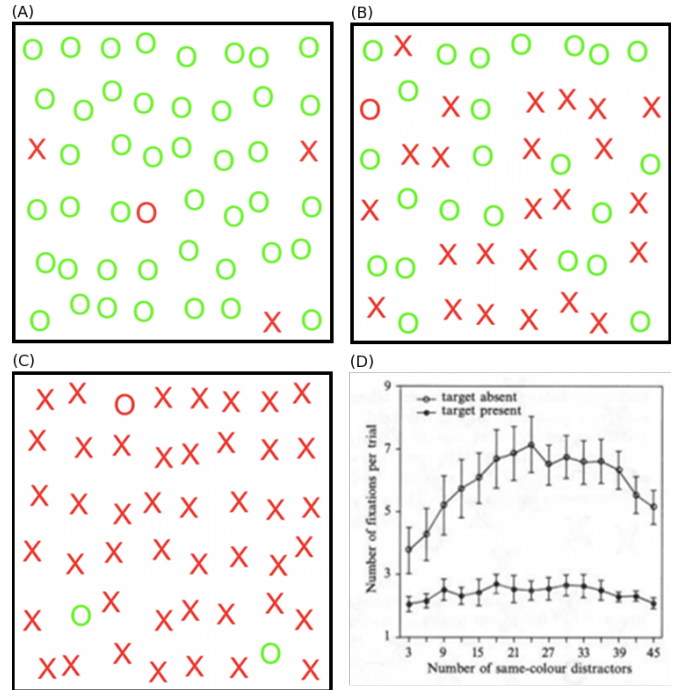 (A)
(B)
(C)
(D)
target absent
target present
Number of fixations per trial
9
7
5
3
1
3 9 15 21 27 33 39 45
Number of same-colour distractors